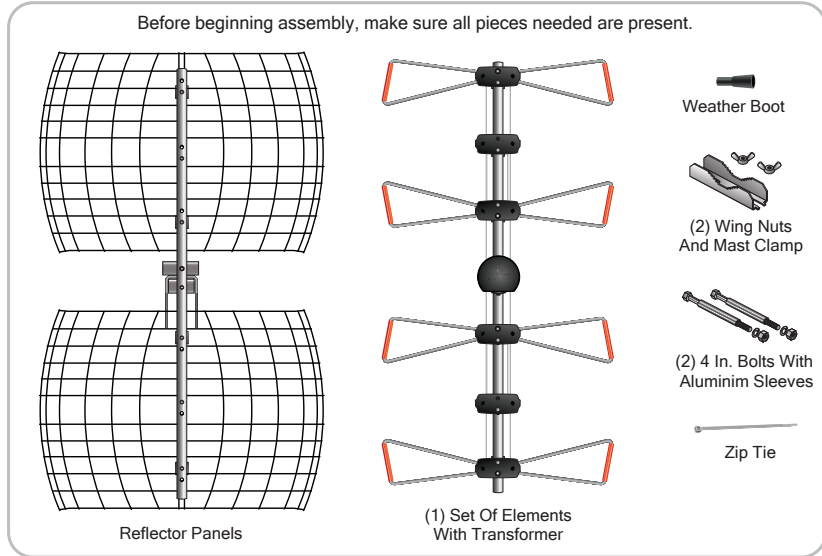 Before beginning assembly, make sure all pieces needed are present.
Reflector Panels
(1) Set Of Elements
With Transformer
Weather Boot
(2) Wing Nuts
And Mast Clamp
(2) 4 In. Bolts With
Aluminim Sleeves
Zip Tie